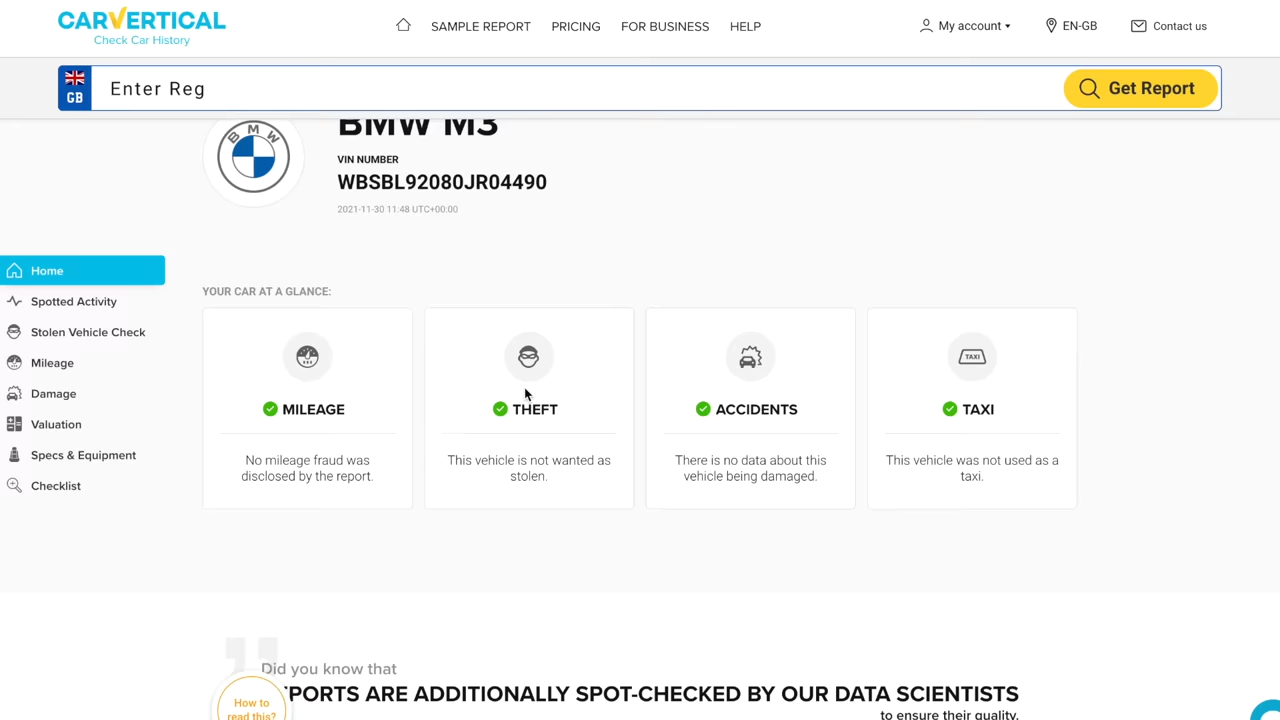 CARVERTICAL
Check Car History
SAMPLE REPORT
PRICING
FOR BUSINESS
HELP
My account
EN-GB
Contact us
GB
Enter Reg
Get Report
BMW
BMW M3
VIN NUMBER
WBSBL92080JR04490
2021-11-30 11:48 UTC+00:00
Home
Spotted Activity
Stolen Vehicle Check
Mileage
Damage
Valuation
Specs & Equipment
Checklist
YOUR CAR AT A GLANCE:
MILEAGE
No mileage fraud was
disclosed by the report.
THEFT
This vehicle is not wanted as
stolen.
ACCIDENTS
There is no data about this
vehicle being damaged.
TAXI
TAXI
This vehicle was not used as a
taxi.
Did you know that
PORTS ARE ADDITIONALLY SPOT-CHECKED BY OUR DATA SCIENTISTS
to ensure their quality.
How to
read this?